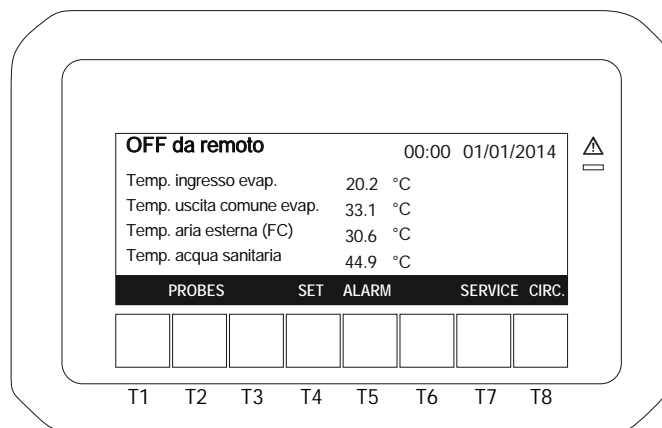 OFF da remoto 00:00 01/01/2014
Temp. ingresso evap. 20.2 °C
Temp. uscita comune evap. 33.1 °C
Temp. aria esterna (FC) 30.6 °C
Temp. acqua sanitaria 44.9 °C
PROBES SET ALARM SERVICE CIRC.
T1 T2 T3 T4 T5 T6 T7 T8